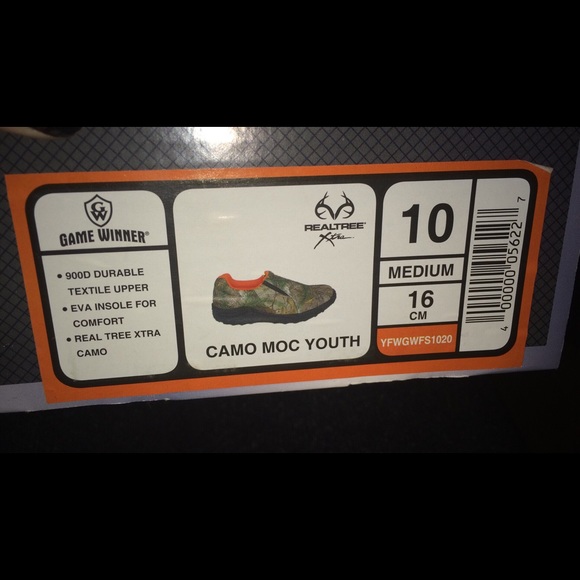 GW
GAME WINNER®
• 900D DURABLE
TEXTILE UPPER
• EVA INSOLE FOR
COMFORT
• REAL TREE XTRA
CAMO
REALTREE
Xtra
CAMO MOC YOUTH
10
MEDIUM
16
CM
YFWGWFS1020
4 00000 05622 7